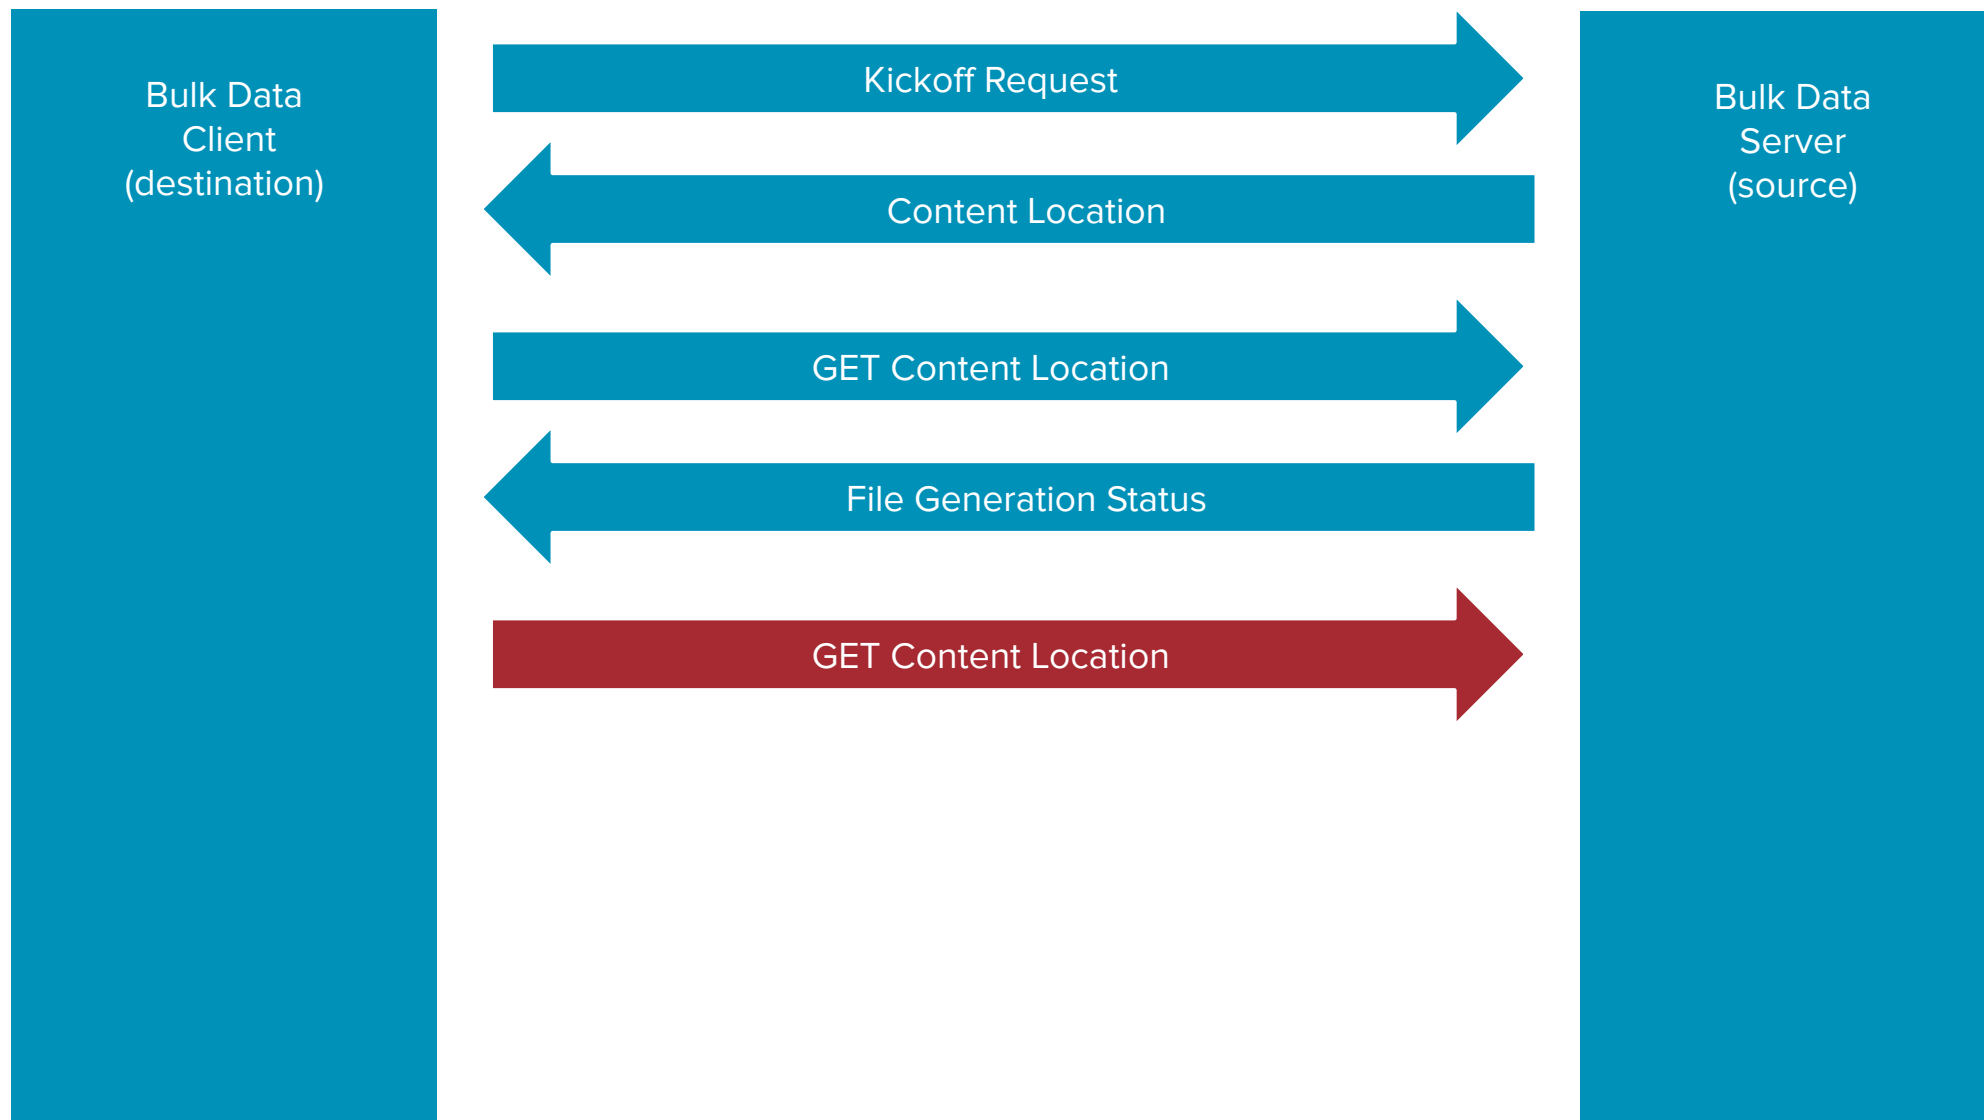 Bulk Data
Client
(destination)
Kickoff Request
Content Location
GET Content Location
File Generation Status
GET Content Location
Bulk Data
Server
(source)